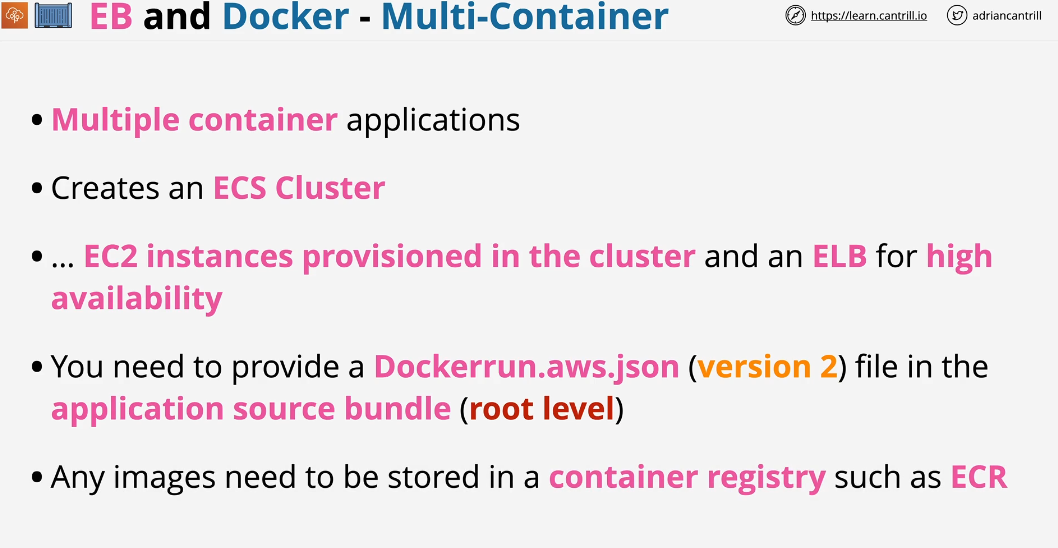 EB and Docker - Multi-Container
https://learn.cantrill.io
adriancantrill
• Multiple container applications
• Creates an ECS Cluster
• ... EC2 instances provisioned in the cluster and an ELB for high
availability
• You need to provide a Dockerrun.aws.json (version 2) file in the
application source bundle (root level)
• Any images need to be stored in a container registry such as ECR